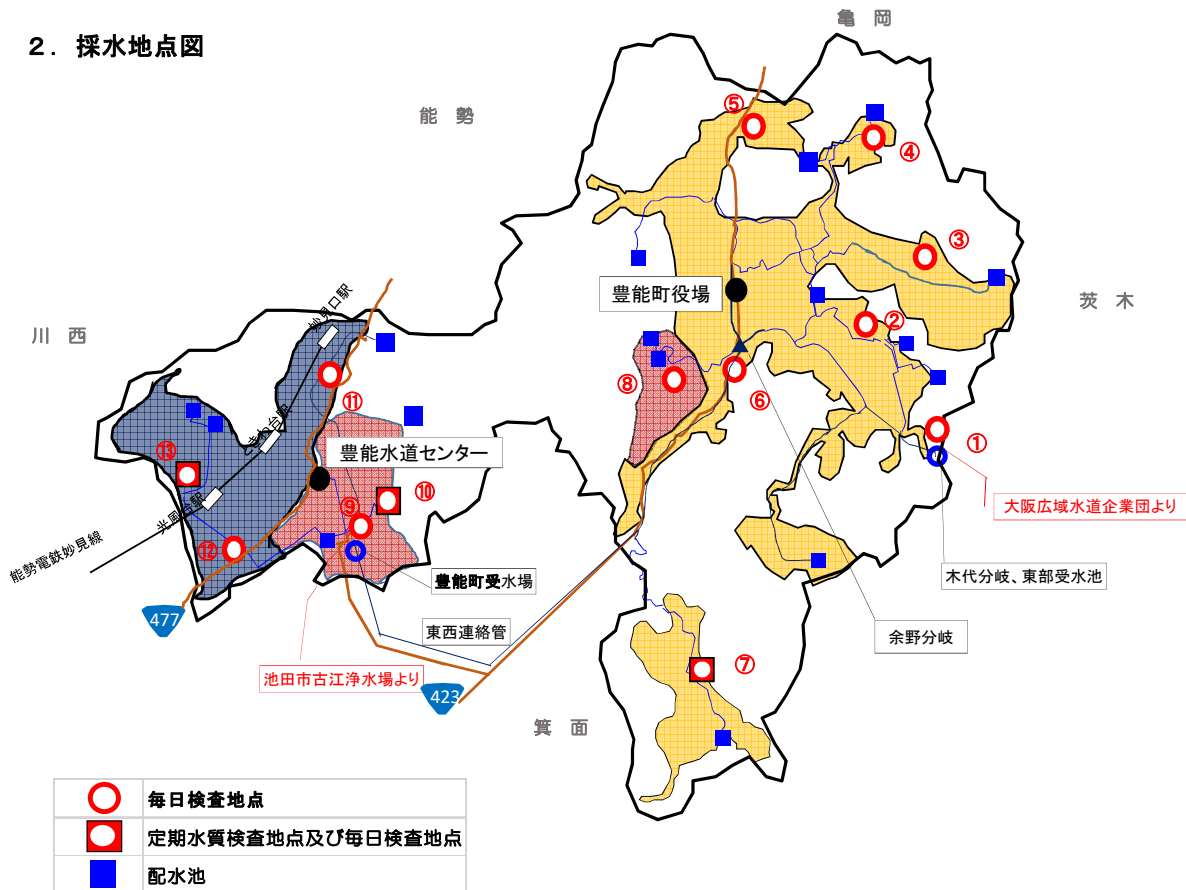 2．採水地点図
亀　岡
能　勢
⑤
④
③
茨　木
豊能町役場
川　西
妙見口駅
②
⑧
⑥
⑪
ときわ台駅
①
豊能水道センター
⑬
⑩
大阪広域水道企業団より
光風台駅
⑨
⑫
能勢電鉄妙見線
豊能町受水場
木代分岐、東部受水池
477
東西連絡管
余野分岐
池田市古江浄水場より
⑦
423
箕　面
毎日検査地点
定期水質検査地点及び毎日検査地点
配水池